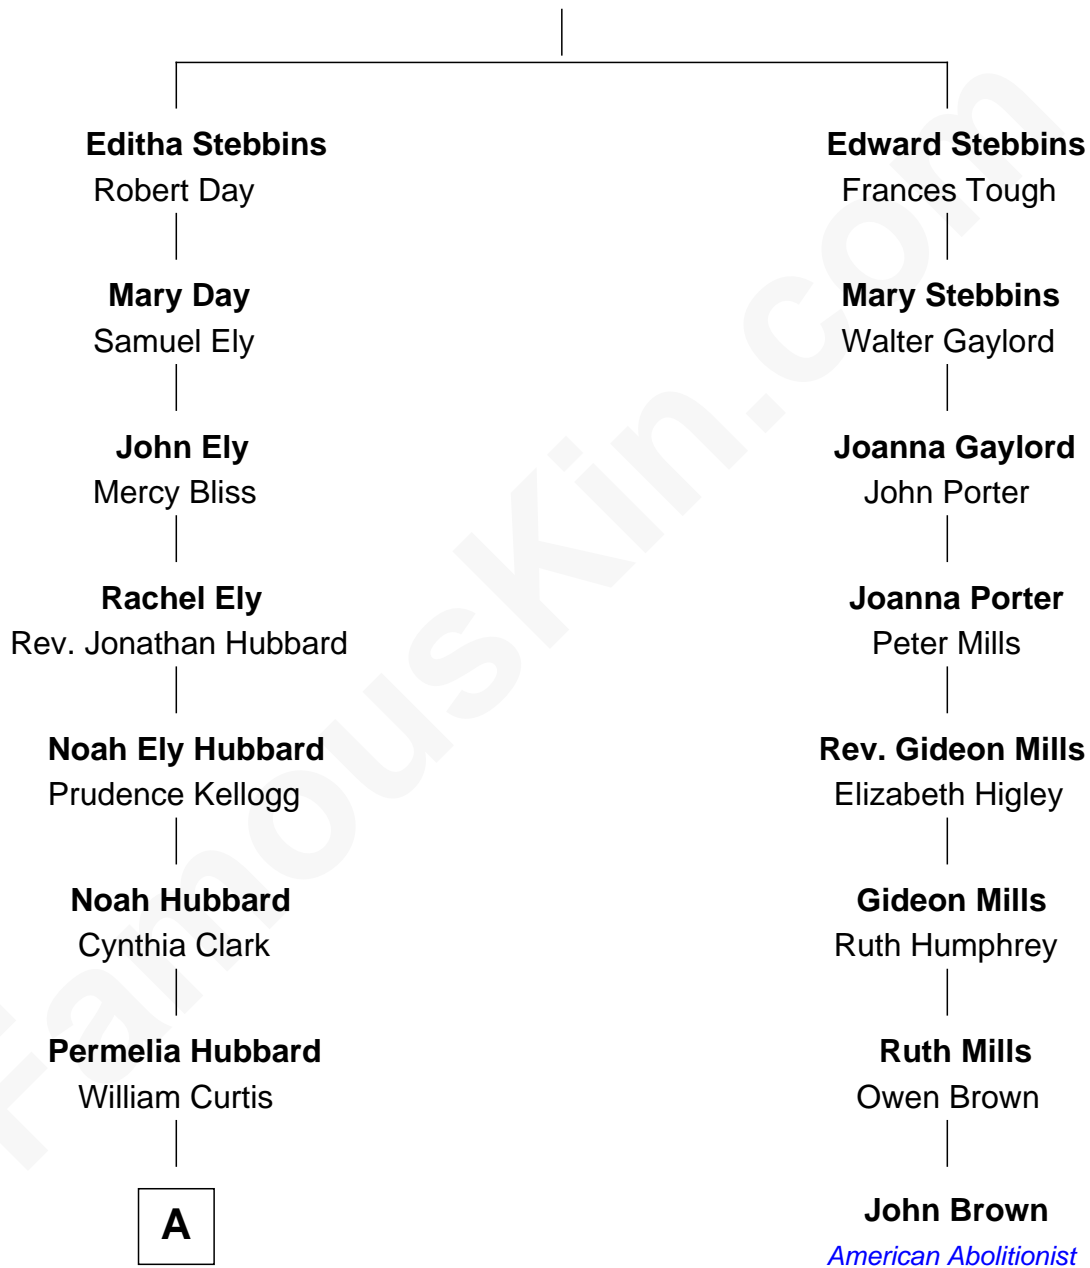 Editha Stebbins
Robert Day
Mary Day
Samuel Ely
John Ely
Mercy Bliss
Rachel Ely
Rev. Jonathan Hubbard
Noah Ely Hubbard
Prudence Kellogg
Noah Hubbard
Cynthia Clark
Permelia Hubbard
William Curtis
A
Edward Stebbins
Frances Tough
Mary Stebbins
Walter Gaylord
Joanna Gaylord
John Porter
Joanna Porter
Peter Mills
Rev. Gideon Mills
Elizabeth Higley
Gideon Mills
Ruth Humphrey
Ruth Mills
Owen Brown
John Brown
American Abolitionist
FamousKin.com